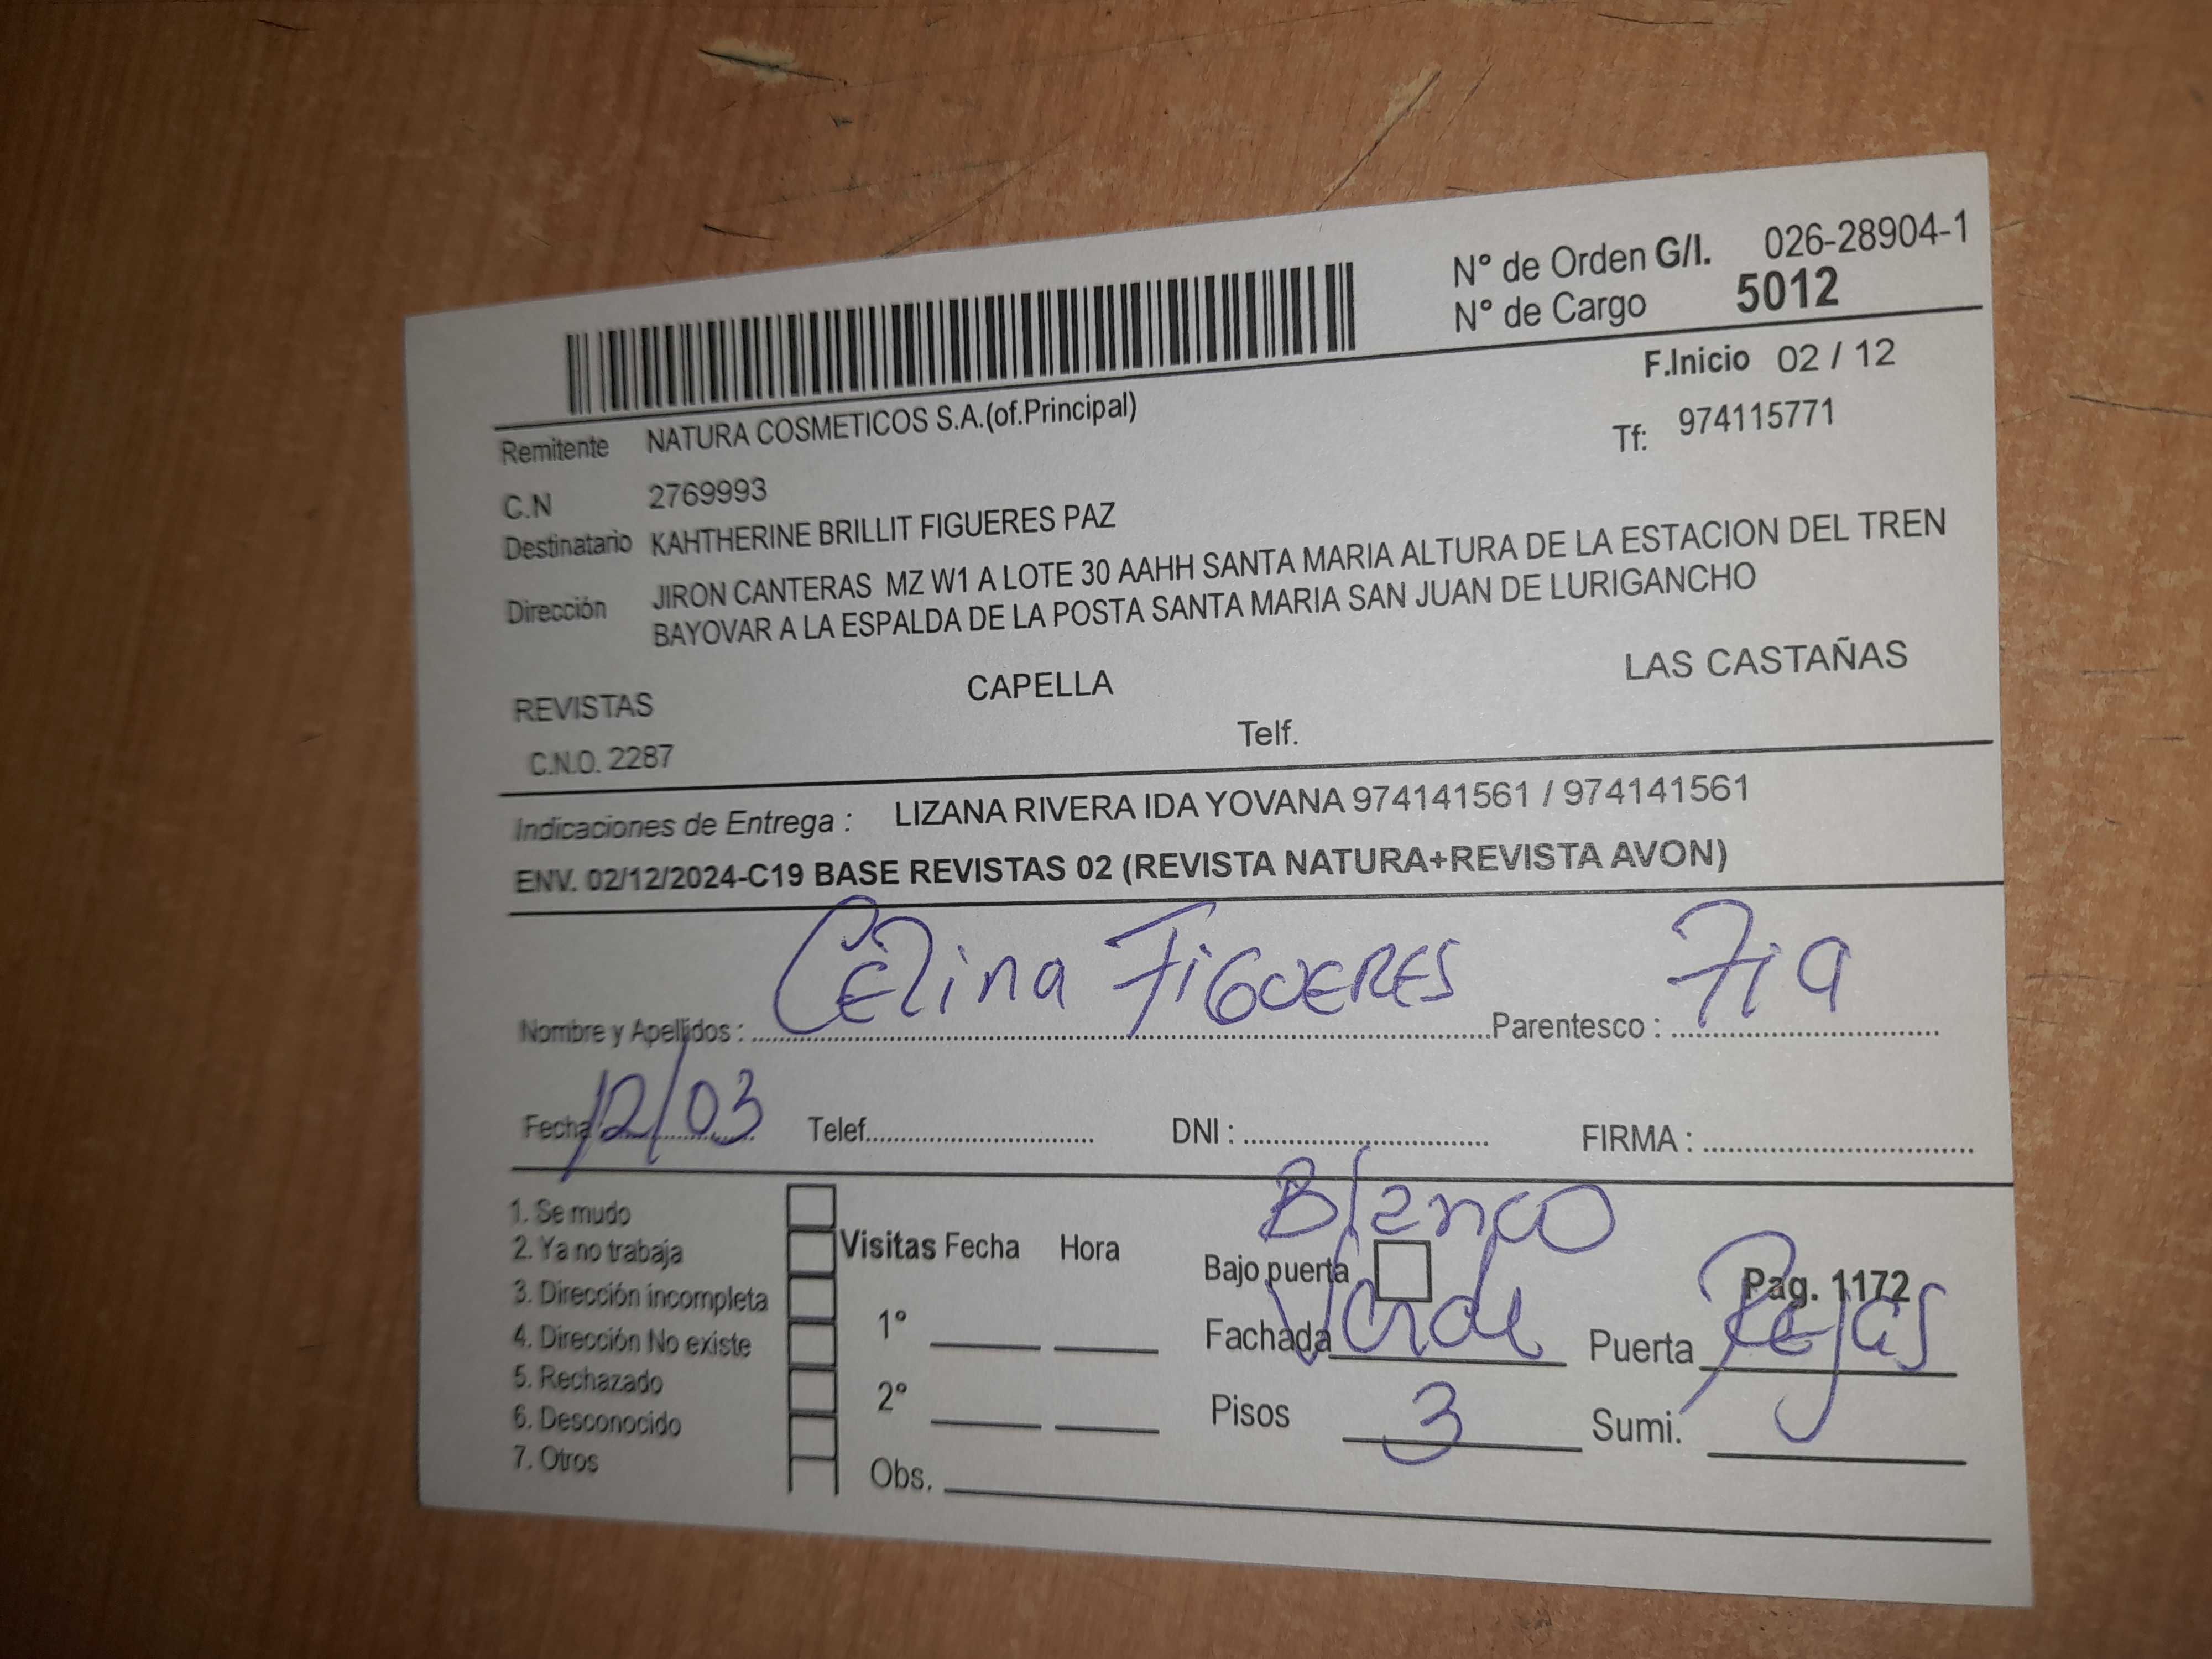 N° de Orden G/I. 026-28904-1
N° de Cargo 5012
F.Inicio 02 / 12
Remitente NATURA COSMETICOS S.A.(of.Principal)
Tf: 974115771
C.N 2769993
Destinatario KAHTHERINE BRILLIT FIGUERES PAZ
Dirección JIRON CANTERAS MZ W1 A LOTE 30 AAHH SANTA MARIA ALTURA DE LA ESTACION DEL TREN
BAYOVAR A LA ESPALDA DE LA POSTA SANTA MARIA SAN JUAN DE LURIGANCHO
REVISTAS CAPELLA LAS CASTAÑAS
C.N.O. 2287 Telf.
Indicaciones de Entrega : LIZANA RIVERA IDA YOVANA 974141561 / 974141561
ENV. 02/12/2024-C19 BASE REVISTAS 02 (REVISTA NATURA+REVISTA AVON)
Nombre y Apellidos : Celina FIGUERES Parentesco : Tia
Fecha 12/03 Telef. DNI : FIRMA :
1. Se mudo
2. Ya no trabaja
3. Dirección incompleta
4. Dirección No existe
5. Rechazado
6. Desconocido
7. Otros
Visitas Fecha Hora
1°
2°
Obs.
Blanco
Bajo puerta Pag. 1172
Fachada Verde Puerta Rejas
Pisos 3 Sumi.